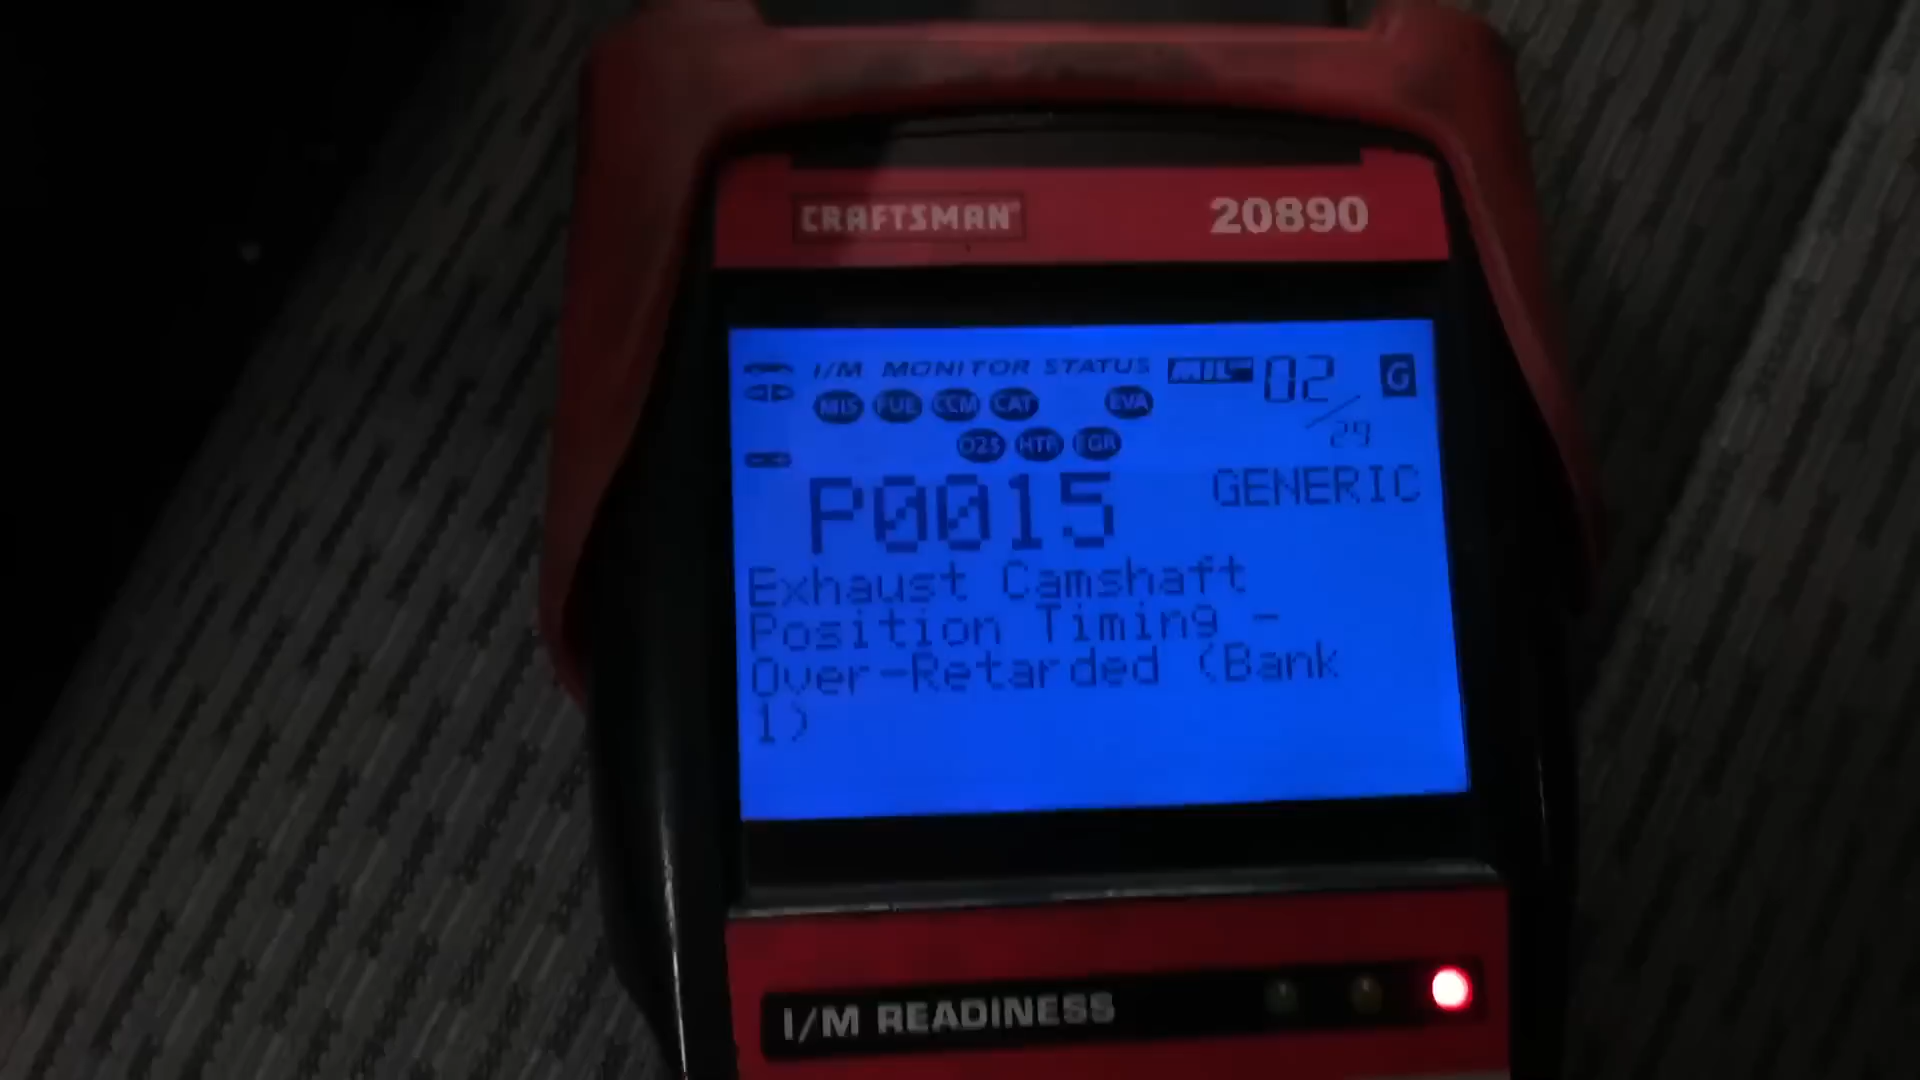 CRAFTSMAN 20890
I/M MONITOR STATUS MIL 02 G
MIS FUE CCM CAT EVA
29
O2S HTR EGR
P0015 GENERIC
Exhaust Camshaft
Position Timing -
Over-Retarded (Bank
1)
I/M READINESS